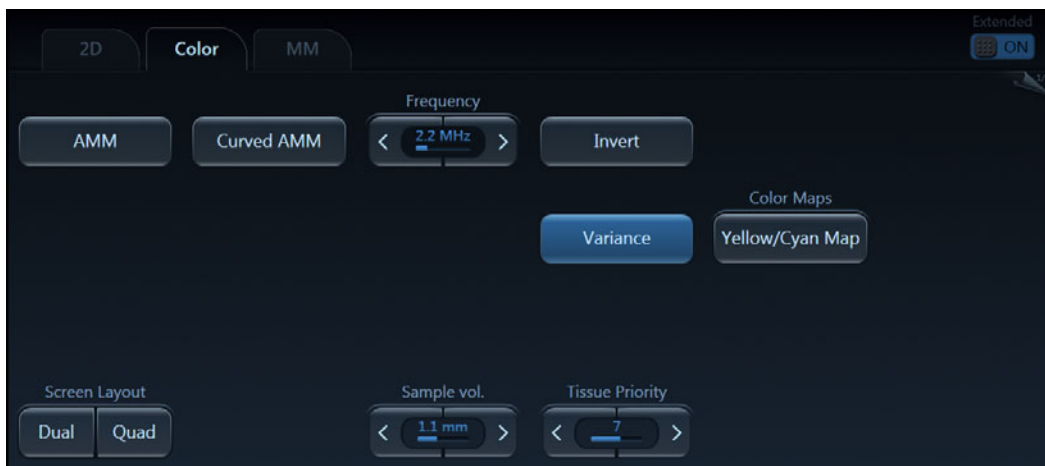 Extended
2D Color MM ON
1/
Frequency
AMM Curved AMM < 2.2 MHz > Invert
Color Maps
Variance Yellow/Cyan Map
Screen Layout Sample vol. Tissue Priority
Dual Quad < 1.1 mm > < 7 >